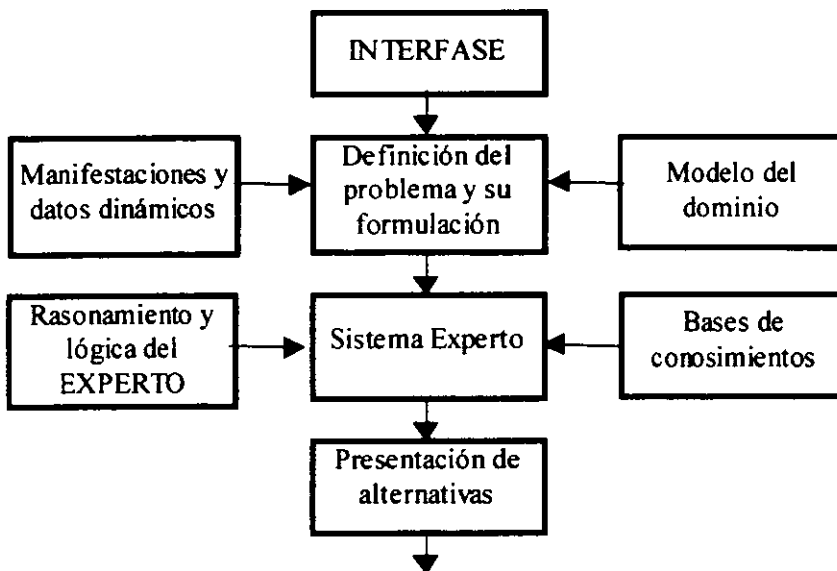 INTERFASE
Manifestaciones y
datos dinámicos
Definición del
problema y su
formulación
Modelo del
dominio
Rasonamiento y
lógica del
EXPERTO
Sistema Experto
Bases de
conosimientos
Presentación de
alternativas